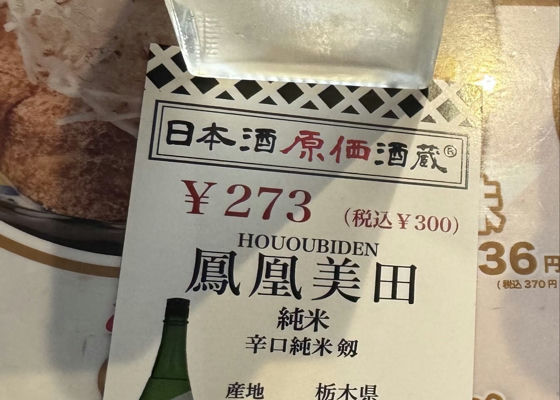 日本酒原価酒蔵®
￥273 (税込￥300)
HOUOUBIDEN
鳳凰美田
純米
辛口純米 劔
産地 栃木県
36円
(税込 370円